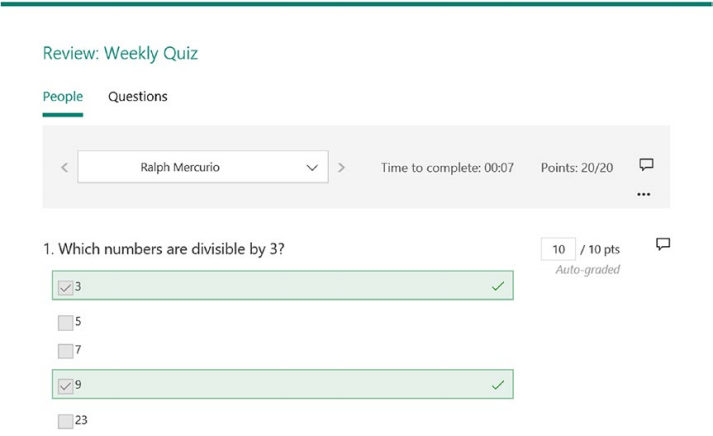 Review: Weekly Quiz
People Questions
Ralph Mercurio Time to complete: 00:07 Points: 20/20
1. Which numbers are divisible by 3? 10 / 10 pts
Auto-graded
3
5
7
9
23